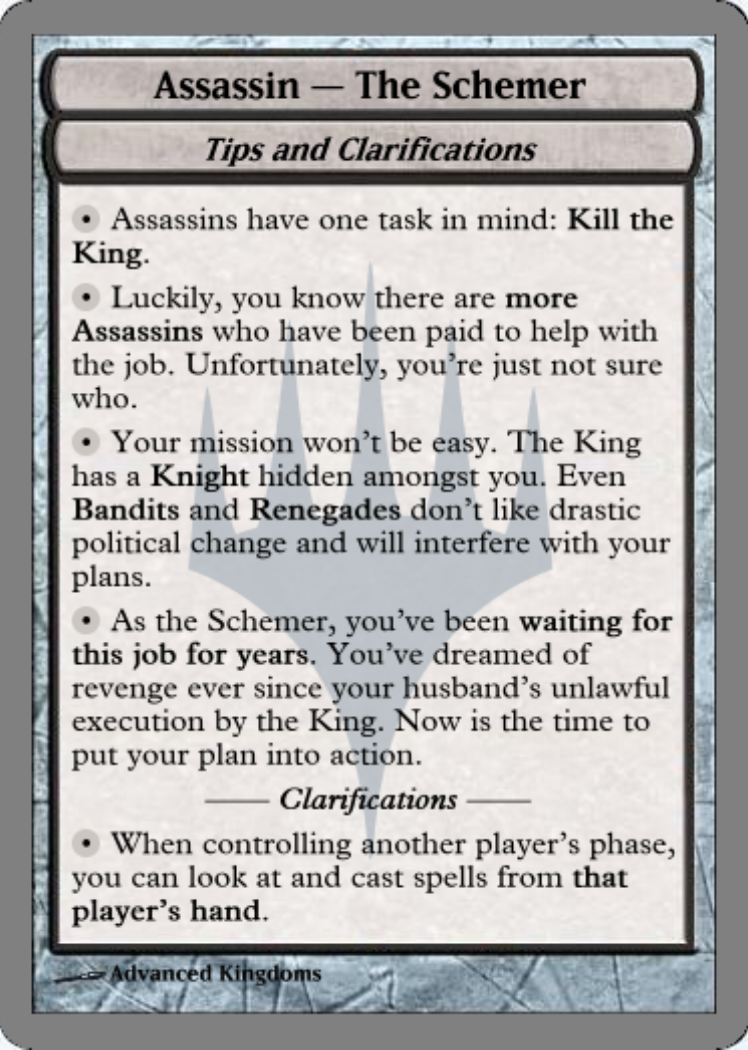 Assassin — The Schemer
Tips and Clarifications
• Assassins have one task in mind: Kill the
King.
• Luckily, you know there are more
Assassins who have been paid to help with
the job. Unfortunately, you’re just not sure
who.
• Your mission won’t be easy. The King
has a Knight hidden amongst you. Even
Bandits and Renegades don’t like drastic
political change and will interfere with your
plans.
• As the Schemer, you’ve been waiting for
this job for years. You’ve dreamed of
revenge ever since your husband’s unlawful
execution by the King. Now is the time to
put your plan into action.
Clarifications
• When controlling another player’s phase,
you can look at and cast spells from that
player’s hand.
Advanced Kingdoms